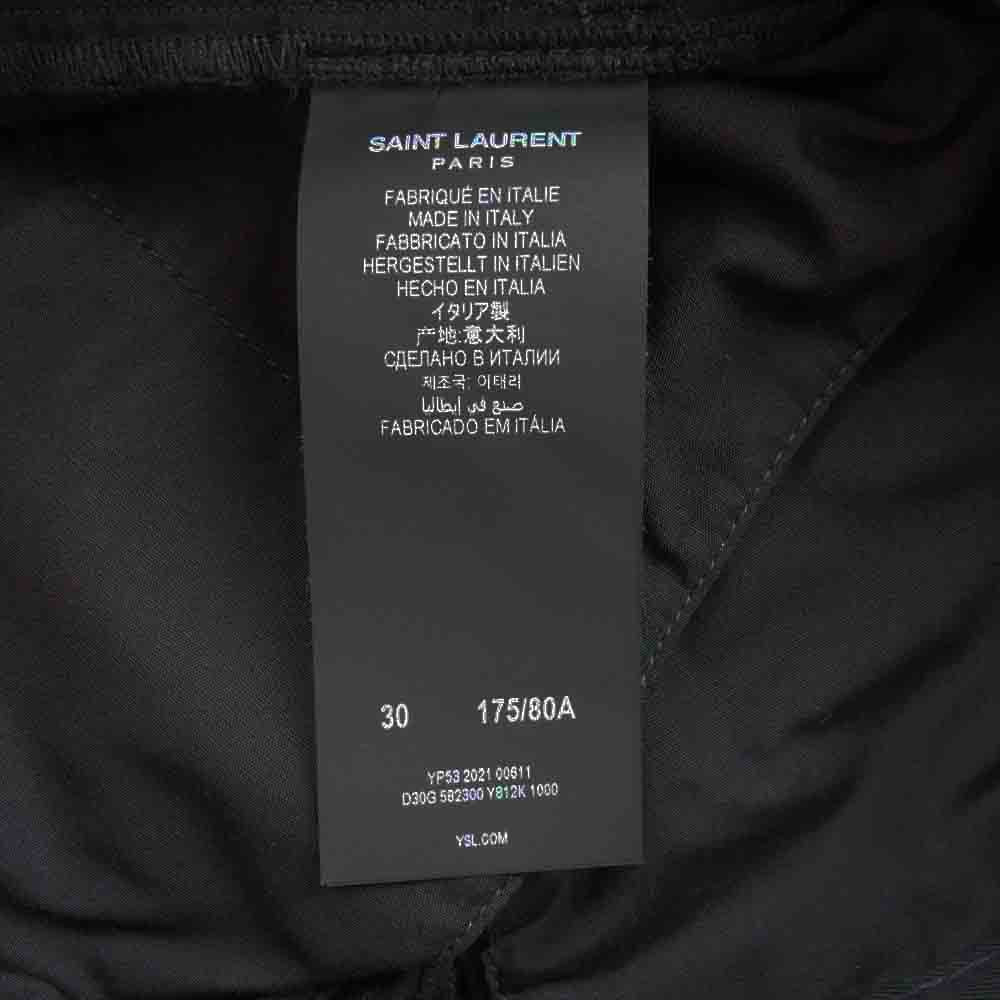 SAINT LAURENT
PARIS
FABRIQUÉ EN ITALIE
MADE IN ITALY
FABBRICATO IN ITALIA
HERGESTELLT IN ITALIEN
HECHO EN ITALIA
イタリア製
产地:意大利
СДЕЛАНО В ИТАЛИИ
제조국: 이태리
صنع في إيطاليا
FABRICADO EM ITÁLIA
30 175/80A
YP53 2021 00611
D30G 582300 Y812K 1000
YSL.COM